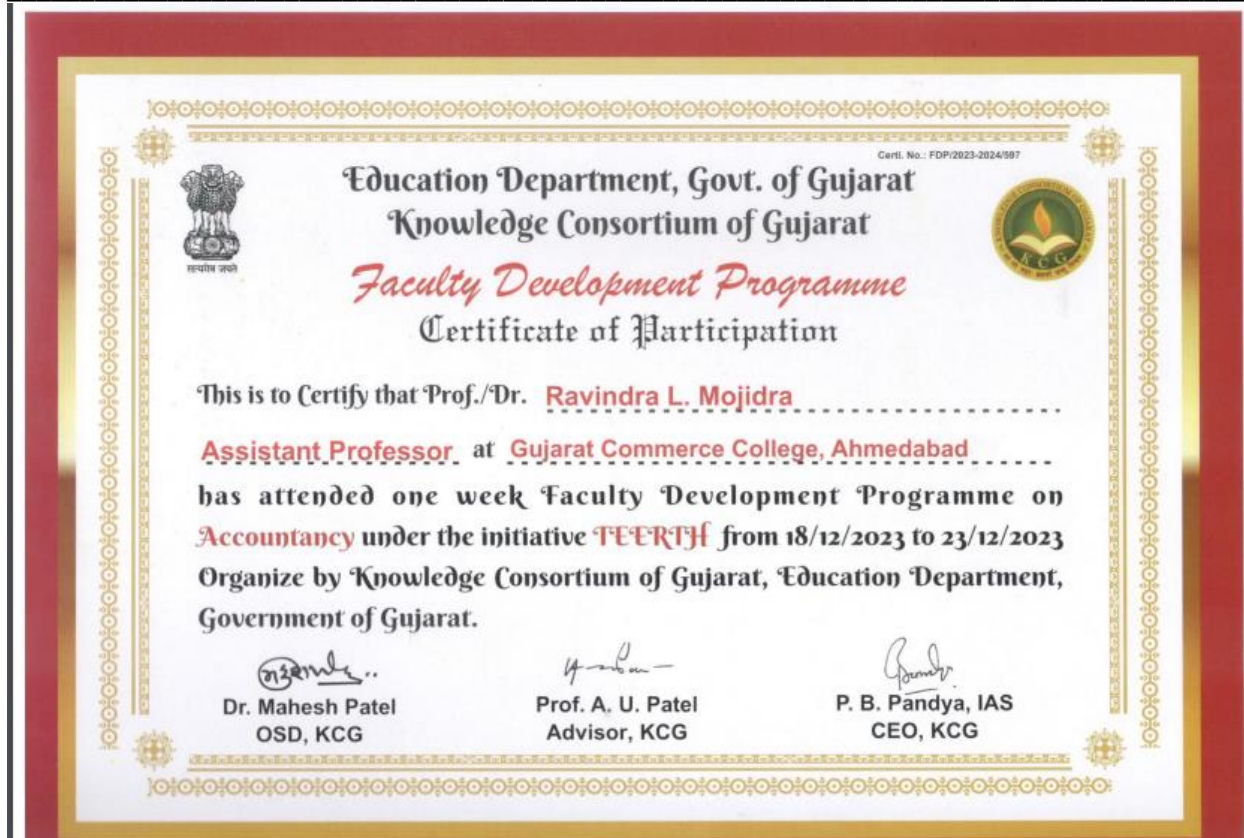 Certi. No.: FDP/2023-2024/597
Education Department, Govt. of Gujarat
Knowledge Consortium of Gujarat
सत्यमेव जयते
KCG
Faculty Development Programme
Certificate of Participation
This is to Certify that Prof./Dr. Ravindra L. Mojidra
Assistant Professor at Gujarat Commerce College, Ahmedabad
has attended one week Faculty Development Programme on
Accountancy under the initiative TEERTH from 18/12/2023 to 23/12/2023
Organize by Knowledge Consortium of Gujarat, Education Department,
Government of Gujarat.
Dr. Mahesh Patel Prof. A. U. Patel P. B. Pandya, IAS
OSD, KCG Advisor, KCG CEO, KCG